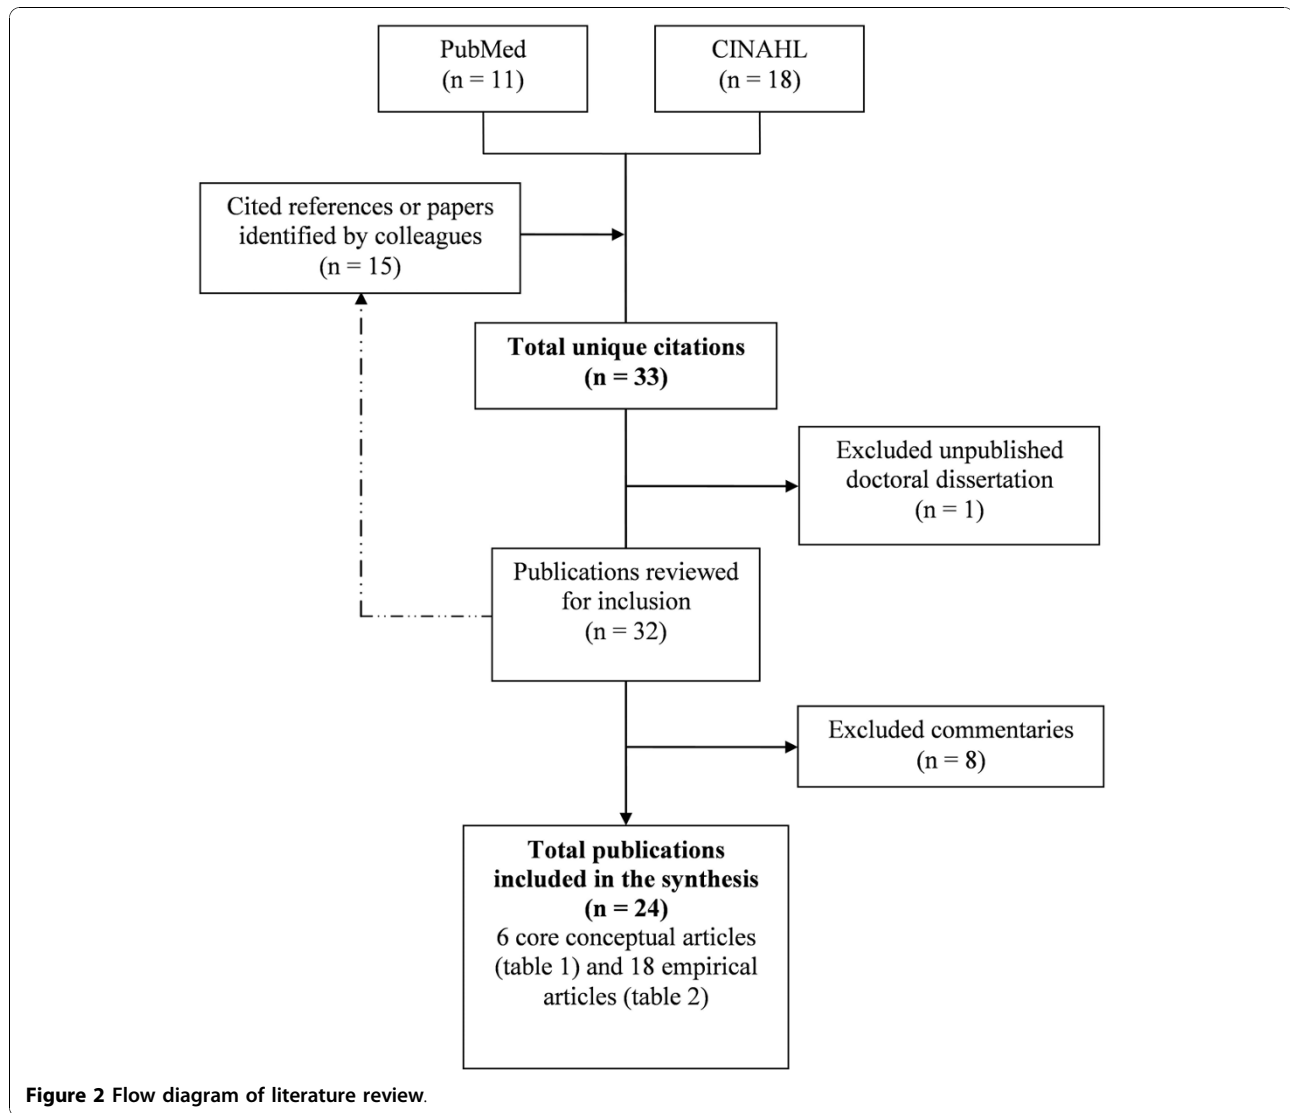 PubMed
(n = 11)
CINAHL
(n = 18)
Cited references or papers
identified by colleagues
(n = 15)
Total unique citations
(n = 33)
Excluded unpublished
doctoral dissertation
(n = 1)
Publications reviewed
for inclusion
(n = 32)
Excluded commentaries
(n = 8)
Total publications
included in the synthesis
(n = 24)
6 core conceptual articles
(table 1) and 18 empirical
articles (table 2)
Figure 2 Flow diagram of literature review.